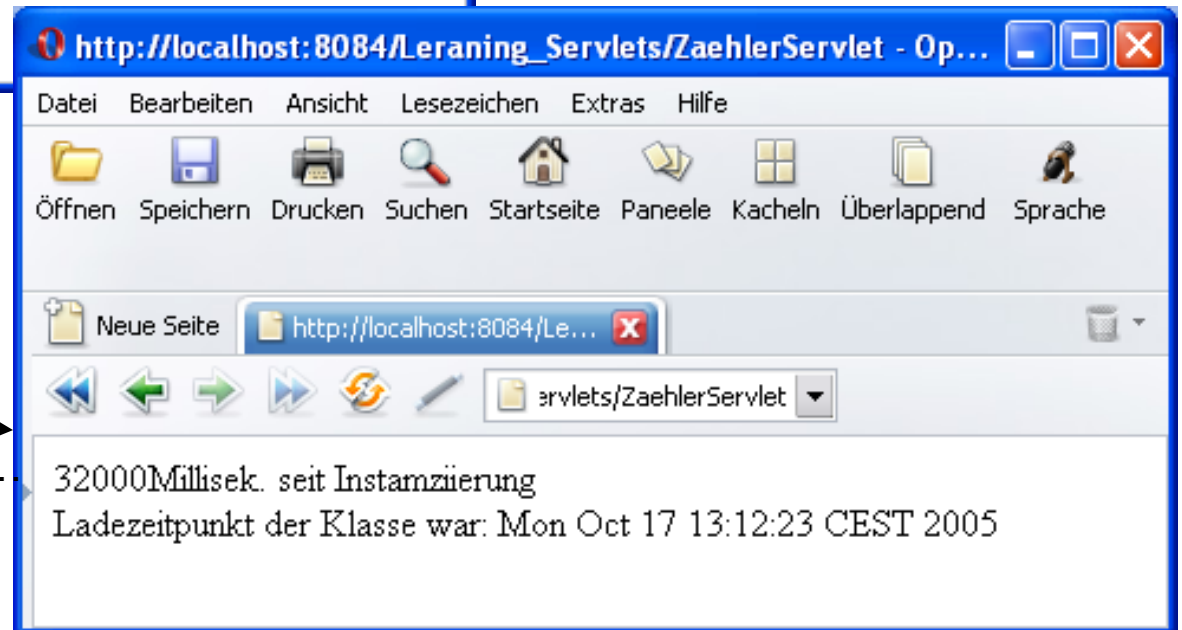 http://localhost:8084/Leraning_Servlets/ZaehlerServlet - Op...
Datei Bearbeiten Ansicht Lesezeichen Extras Hilfe
Öffnen Speichern Drucken Suchen Startseite Paneele Kacheln Überlappend Sprache
Neue Seite http://localhost:8084/Le...
ervlets/ZaehlerServlet
32000Millisek. seit Instamziierung
Ladezeitpunkt der Klasse war: Mon Oct 17 13:12:23 CEST 2005